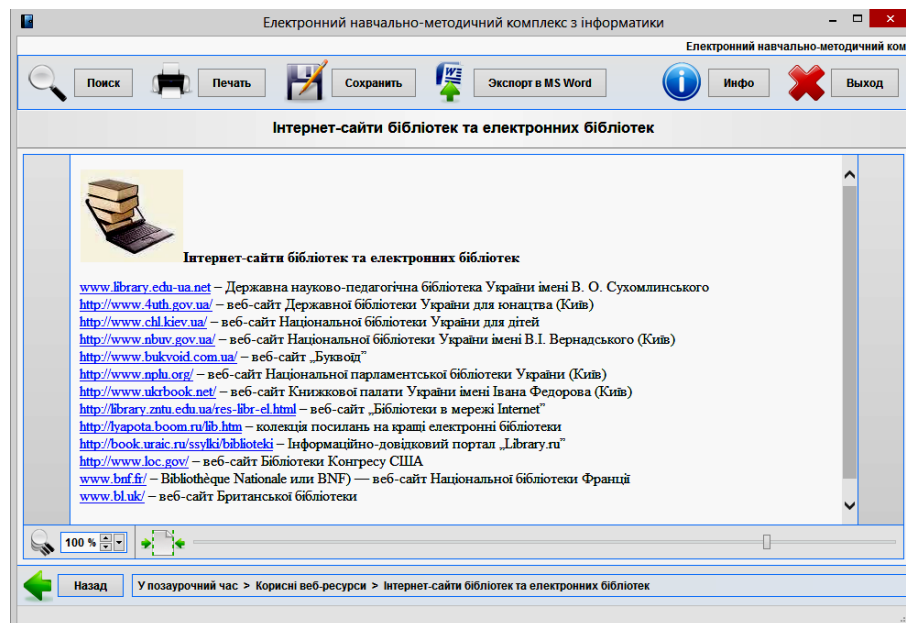 Електронний навчально-методичний комплекс з інформатики
Електронний навчально-методичний ком
Поиск
Печать
Сохранить
Экспорт в MS Word
Инфо
Выход
Інтернет-сайти бібліотек та електронних бібліотек
Інтернет-сайти бібліотек та електронних бібліотек
www.library.edu-ua.net – Державна науково-педагогічна бібліотека України імені В. О. Сухомлинського
http://www.4uth.gov.ua/ – веб-сайт Державної бібліотеки України для юнацтва (Київ)
http://www.chl.kiev.ua/ – веб-сайт Національної бібліотеки України для дітей
http://www.nbuv.gov.ua/ – веб-сайт Національної бібліотеки України імені В.І. Вернадського (Київ)
http://www.bukvoid.com.ua/ – веб-сайт „Буквоїд”
http://www.nplu.org/ – веб-сайт Національної парламентської бібліотеки України (Київ)
http://www.ukrbook.net/ – веб-сайт Книжкової палати України імені Івана Федорова (Київ)
http://library.zntu.edu.ua/res-libr-el.html – веб-сайт „Бібліотеки в мережі Internet”
http://lyapota.boom.ru/lib.htm – колекція посилань на кращі електронні бібліотеки
http://book.uraic.ru/ssylki/biblioteki – Інформаційно-довідковий портал „Library.ru”
http://www.loc.gov/ – веб-сайт Бібліотеки Конгресу США
www.bnf.fr/ – Bibliothèque Nationale или BNF) — веб-сайт Національної бібліотеки Франції
www.bl.uk/ – веб-сайт Британської бібліотеки
100 %
Назад
У позаурочний час > Корисні веб-ресурси > Інтернет-сайти бібліотек та електронних бібліотек